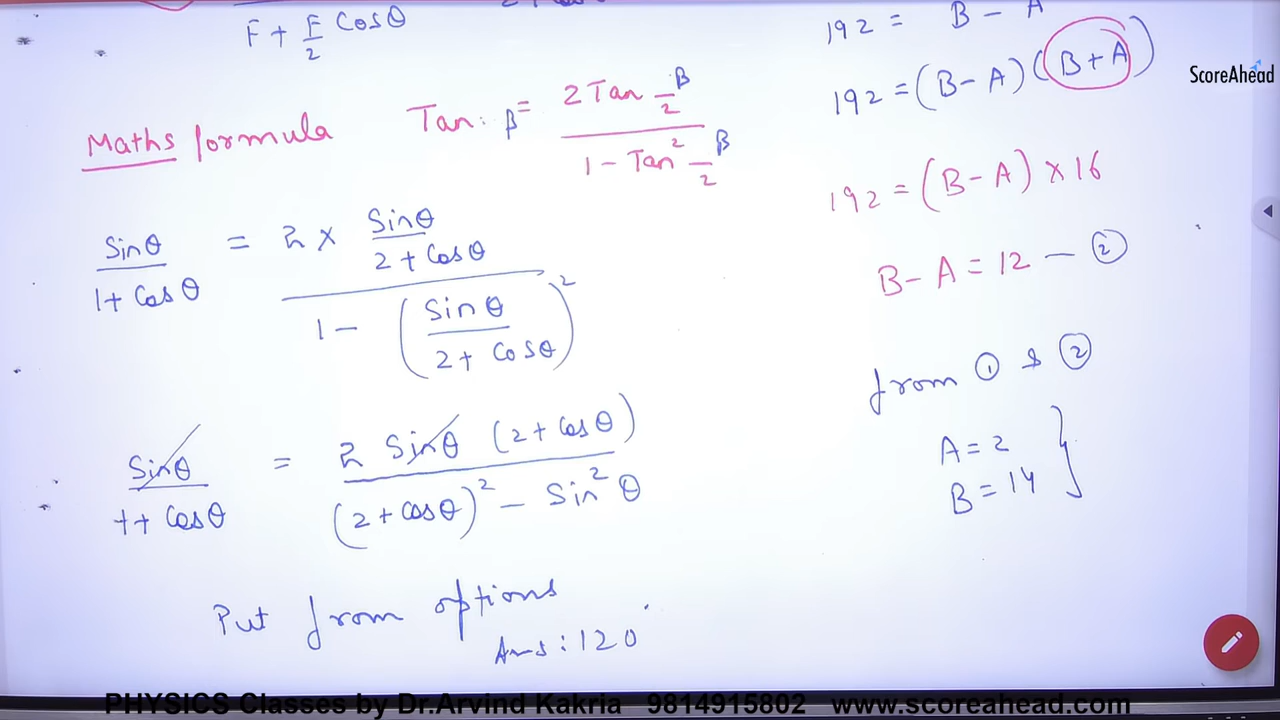 F + F/2 Cosθ
Maths formula Tan β = 2 Tan β/2 / 1 - Tan² β/2
Sinθ / 1 + Cosθ = 2 × Sinθ / 2 + Cosθ / 1 - (Sinθ / 2 + Cosθ)²
Sinθ / 1 + Cosθ = 2 Sinθ (2 + Cosθ) / (2 + Cosθ)² - Sin²θ
Put from options
Ans : 120
192 = B - A
192 = (B - A) (B + A)
192 = (B - A) × 16
B - A = 12 — ②
from ① & ②
A = 2
B = 14 }
ScoreAhead
PHYSICS Classes by Dr.Arvind Kakria 9814915802 www.scoreahead.com